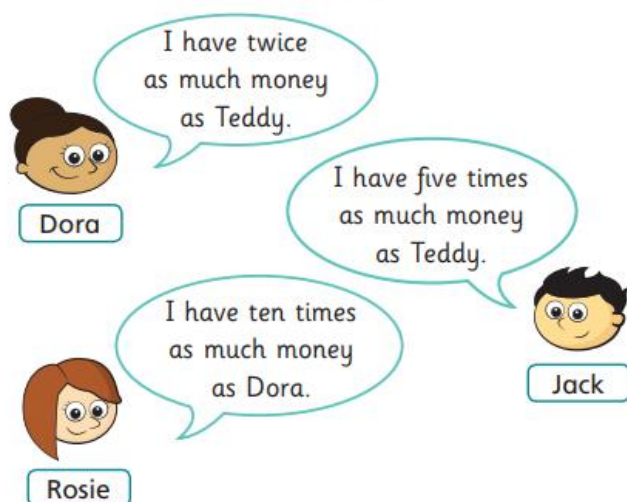 I have twice
as much money
as Teddy.
Dora
I have five times
as much money
as Teddy.
Jack
I have ten times
as much money
as Dora.
Rosie